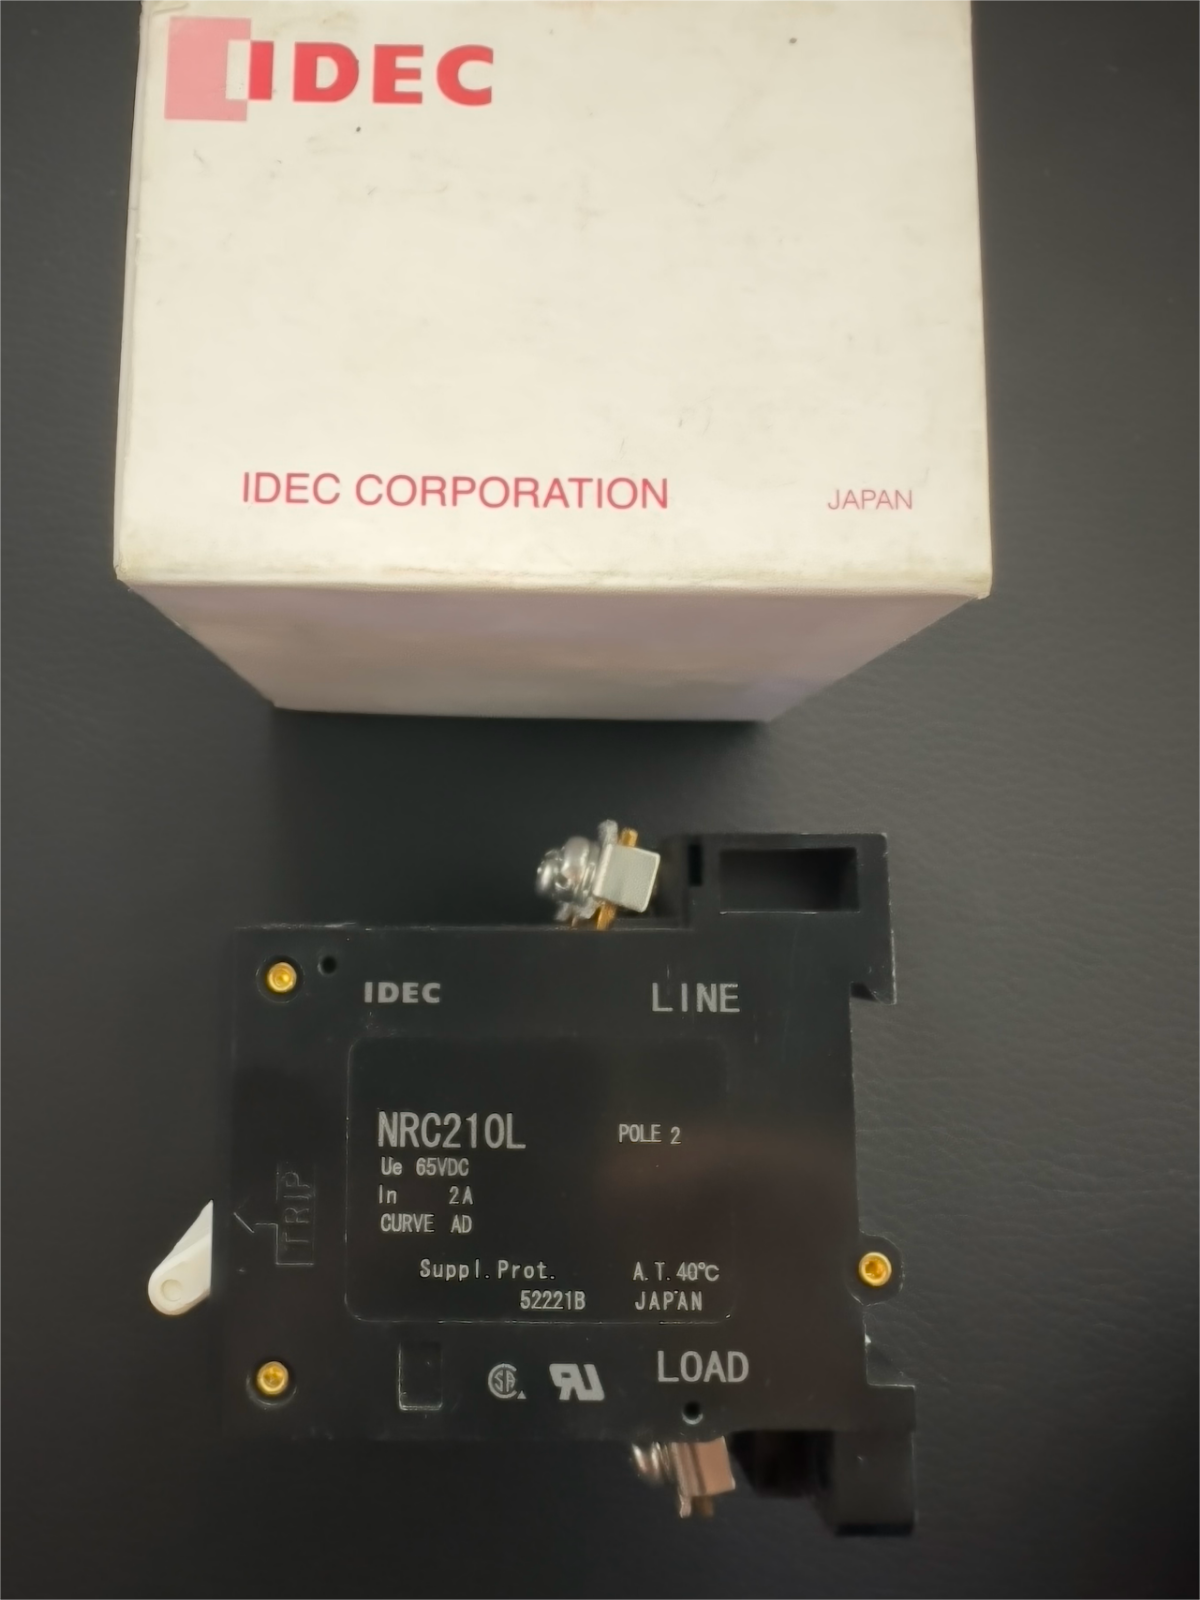 IDEC
IDEC CORPORATION JAPAN
IDEC LINE
NRC210L POLE 2
Ue 65VDC
In 2A
CURVE AD
TRIP
Suppl.Prot. A.T.40℃
52221B JAPAN
LOAD